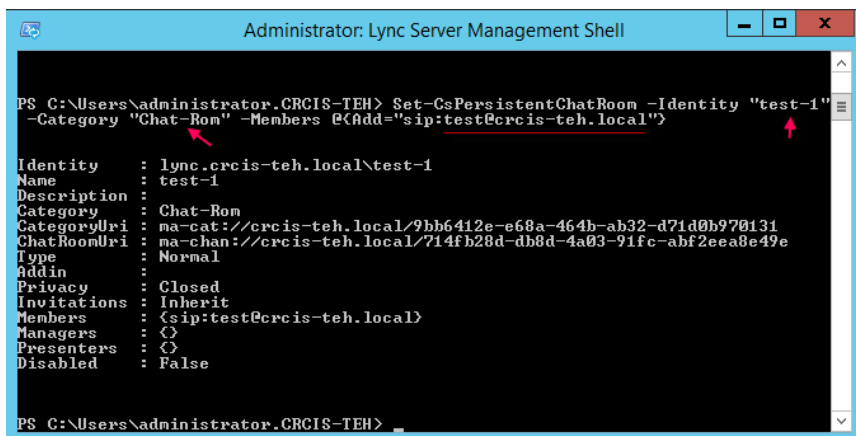 Administrator: Lync Server Management Shell
PS C:\Users\administrator.CRCIS-TEH> Set-CsPersistentChatRoom -Identity "test-1"
-Category "Chat-Rom" -Members @{Add="sip:test@crcis-teh.local"}
Identity : lync.crcis-teh.local\test-1
Name : test-1
Description :
Category : Chat-Rom
CategoryUri : ma-cat://crcis-teh.local/9bb6412e-e68a-464b-ab32-d71d0b970131
ChatRoomUri : ma-chan://crcis-teh.local/714fb28d-db8d-4a03-91fc-abf2eea8e49e
Type : Normal
Addin :
Privacy : Closed
Invitations : Inherit
Members : {sip:test@crcis-teh.local}
Managers : {}
Presenters : {}
Disabled : False
PS C:\Users\administrator.CRCIS-TEH> _